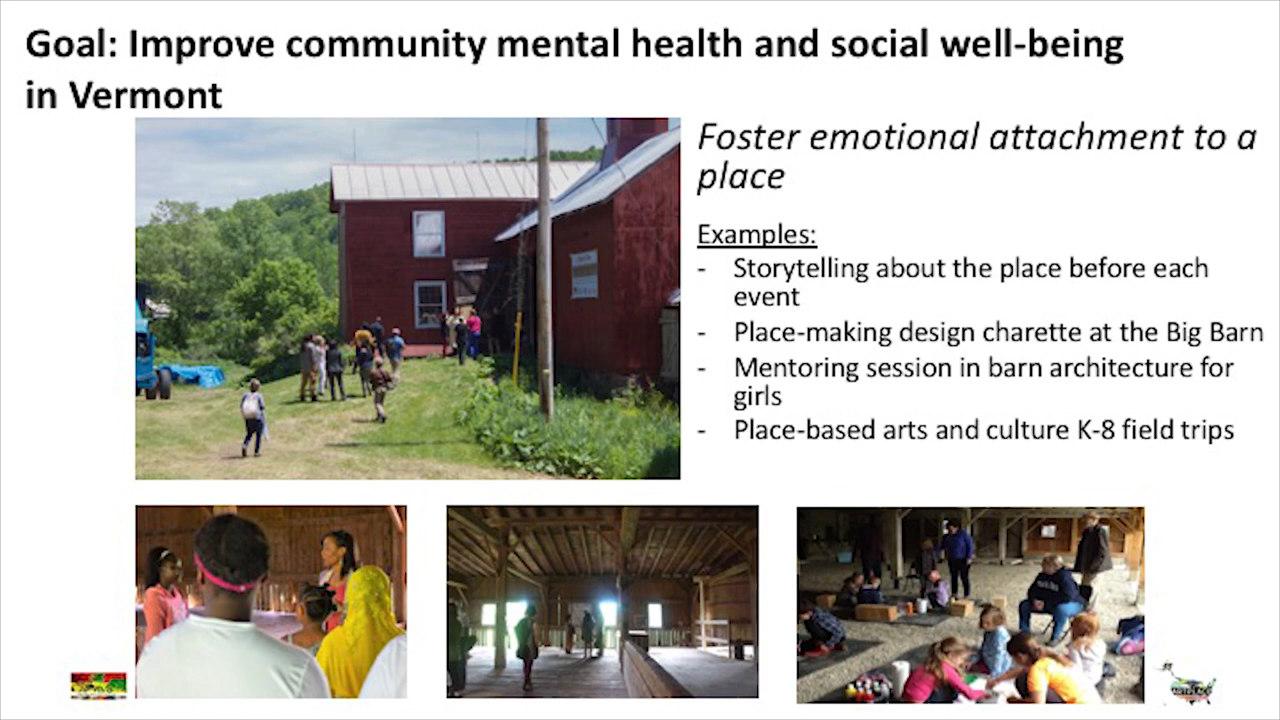 Goal: Improve community mental health and social well-being
in Vermont
Foster emotional attachment to a
place
Examples:
- Storytelling about the place before each
event
- Place-making design charette at the Big Barn
- Mentoring session in barn architecture for
girls
- Place-based arts and culture K-8 field trips
ARTPLACE